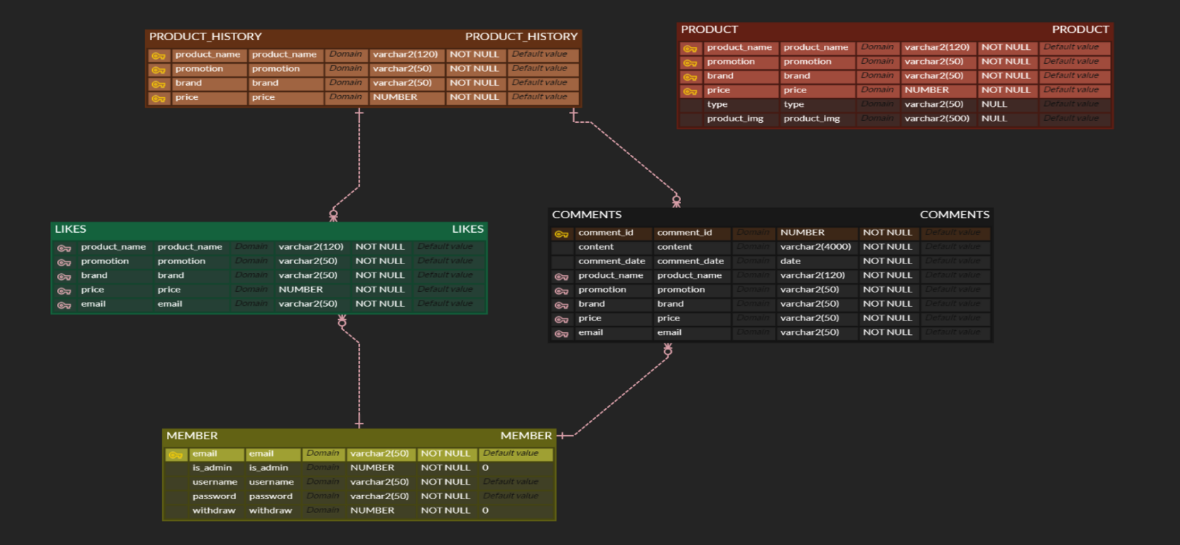 PRODUCT_HISTORY PRODUCT_HISTORY
product_name product_name Domain varchar2(120) NOT NULL Default value
promotion promotion Domain varchar2(50) NOT NULL Default value
brand brand Domain varchar2(50) NOT NULL Default value
price price Domain NUMBER NOT NULL Default value
PRODUCT PRODUCT
product_name product_name Domain varchar2(120) NOT NULL Default value
promotion promotion Domain varchar2(50) NOT NULL Default value
brand brand Domain varchar2(50) NOT NULL Default value
price price Domain NUMBER NOT NULL Default value
type type Domain varchar2(50) NULL Default value
product_img product_img Domain varchar2(500) NULL Default value
LIKES LIKES
product_name product_name Domain varchar2(120) NOT NULL Default value
promotion promotion Domain varchar2(50) NOT NULL Default value
brand brand Domain varchar2(50) NOT NULL Default value
price price Domain NUMBER NOT NULL Default value
email email Domain varchar2(50) NOT NULL Default value
COMMENTS COMMENTS
comment_id comment_id Domain NUMBER NOT NULL Default value
content content Domain varchar2(4000) NOT NULL Default value
comment_date comment_date Domain date NOT NULL Default value
product_name product_name Domain varchar2(120) NOT NULL Default value
promotion promotion Domain varchar2(50) NOT NULL Default value
brand brand Domain varchar2(50) NOT NULL Default value
price price Domain varchar2(50) NOT NULL Default value
email email Domain varchar2(50) NOT NULL Default value
MEMBER MEMBER
email email Domain varchar2(50) NOT NULL Default value
is_admin is_admin Domain NUMBER NOT NULL 0
username username Domain varchar2(50) NOT NULL Default value
password password Domain varchar2(50) NOT NULL Default value
withdraw withdraw Domain NUMBER NOT NULL 0